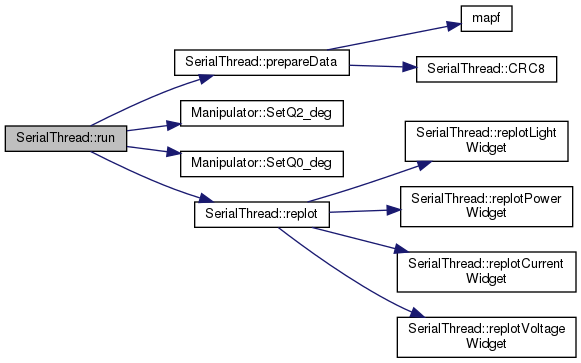 mapf
SerialThread::prepareData
SerialThread::CRC8
Manipulator::SetQ2_deg
SerialThread::run
SerialThread::replotLight
Widget
Manipulator::SetQ0_deg
SerialThread::replot
SerialThread::replotPower
Widget
SerialThread::replotCurrent
Widget
SerialThread::replotVoltage
Widget